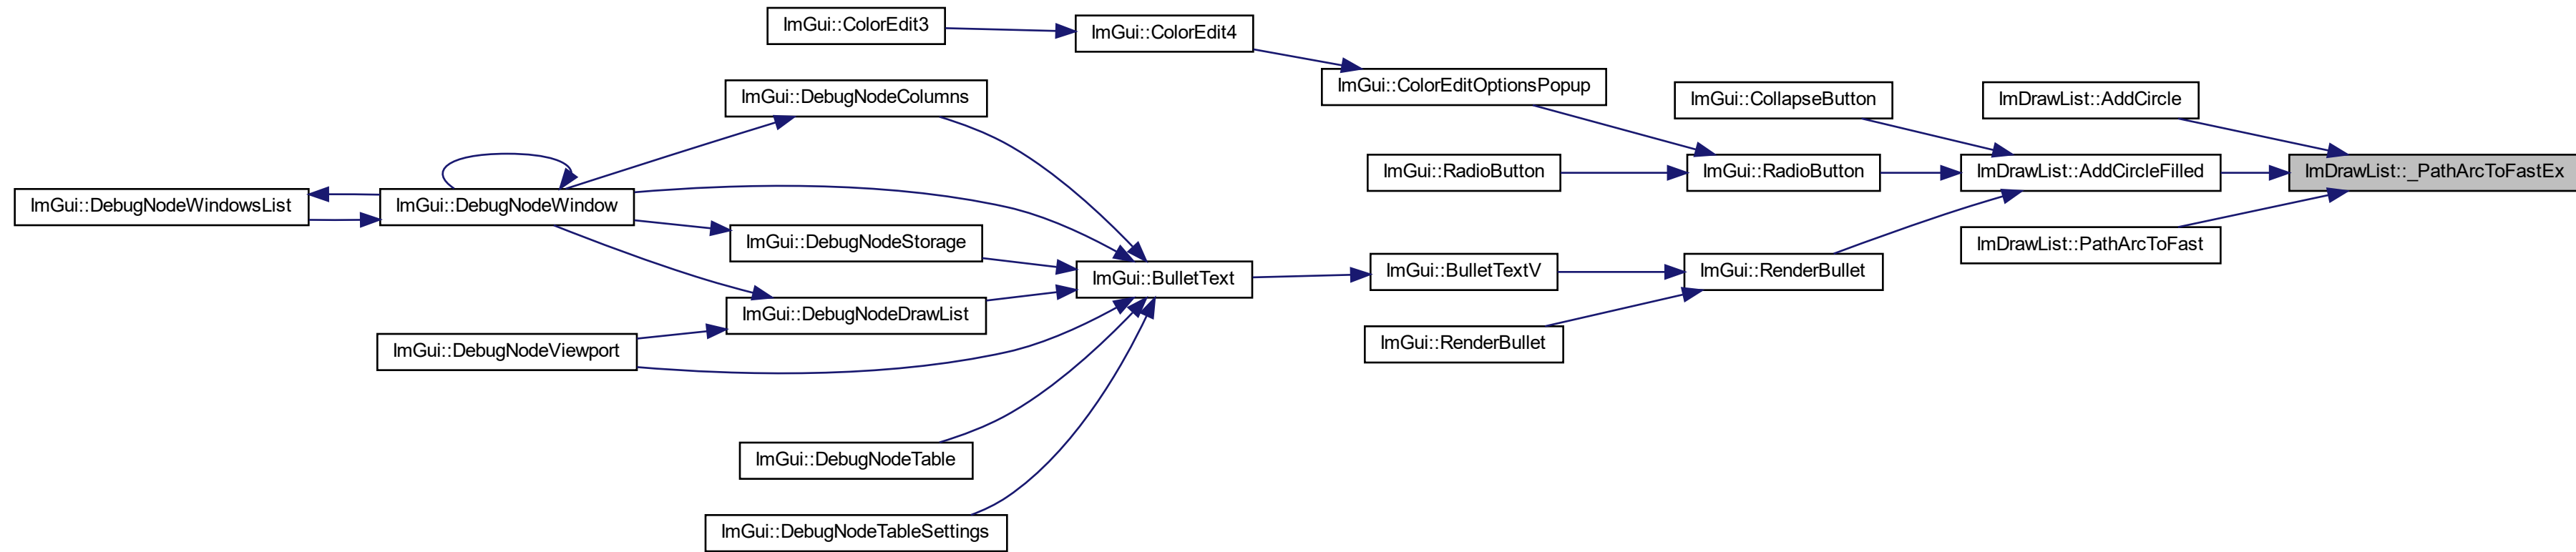 ImGui::ColorEdit3
ImGui::ColorEdit4
ImGui::ColorEditOptionsPopup
ImGui::DebugNodeColumns
ImGui::CollapseButton
ImDrawList::AddCircle
ImGui::RadioButton
ImGui::RadioButton
ImDrawList::AddCircleFilled
ImDrawList::_PathArcToFastEx
ImGui::DebugNodeWindowsList
ImGui::DebugNodeWindow
ImGui::DebugNodeStorage
ImDrawList::PathArcToFast
ImGui::BulletText
ImGui::BulletTextV
ImGui::RenderBullet
ImGui::DebugNodeDrawList
ImGui::DebugNodeViewport
ImGui::RenderBullet
ImGui::DebugNodeTable
ImGui::DebugNodeTableSettings